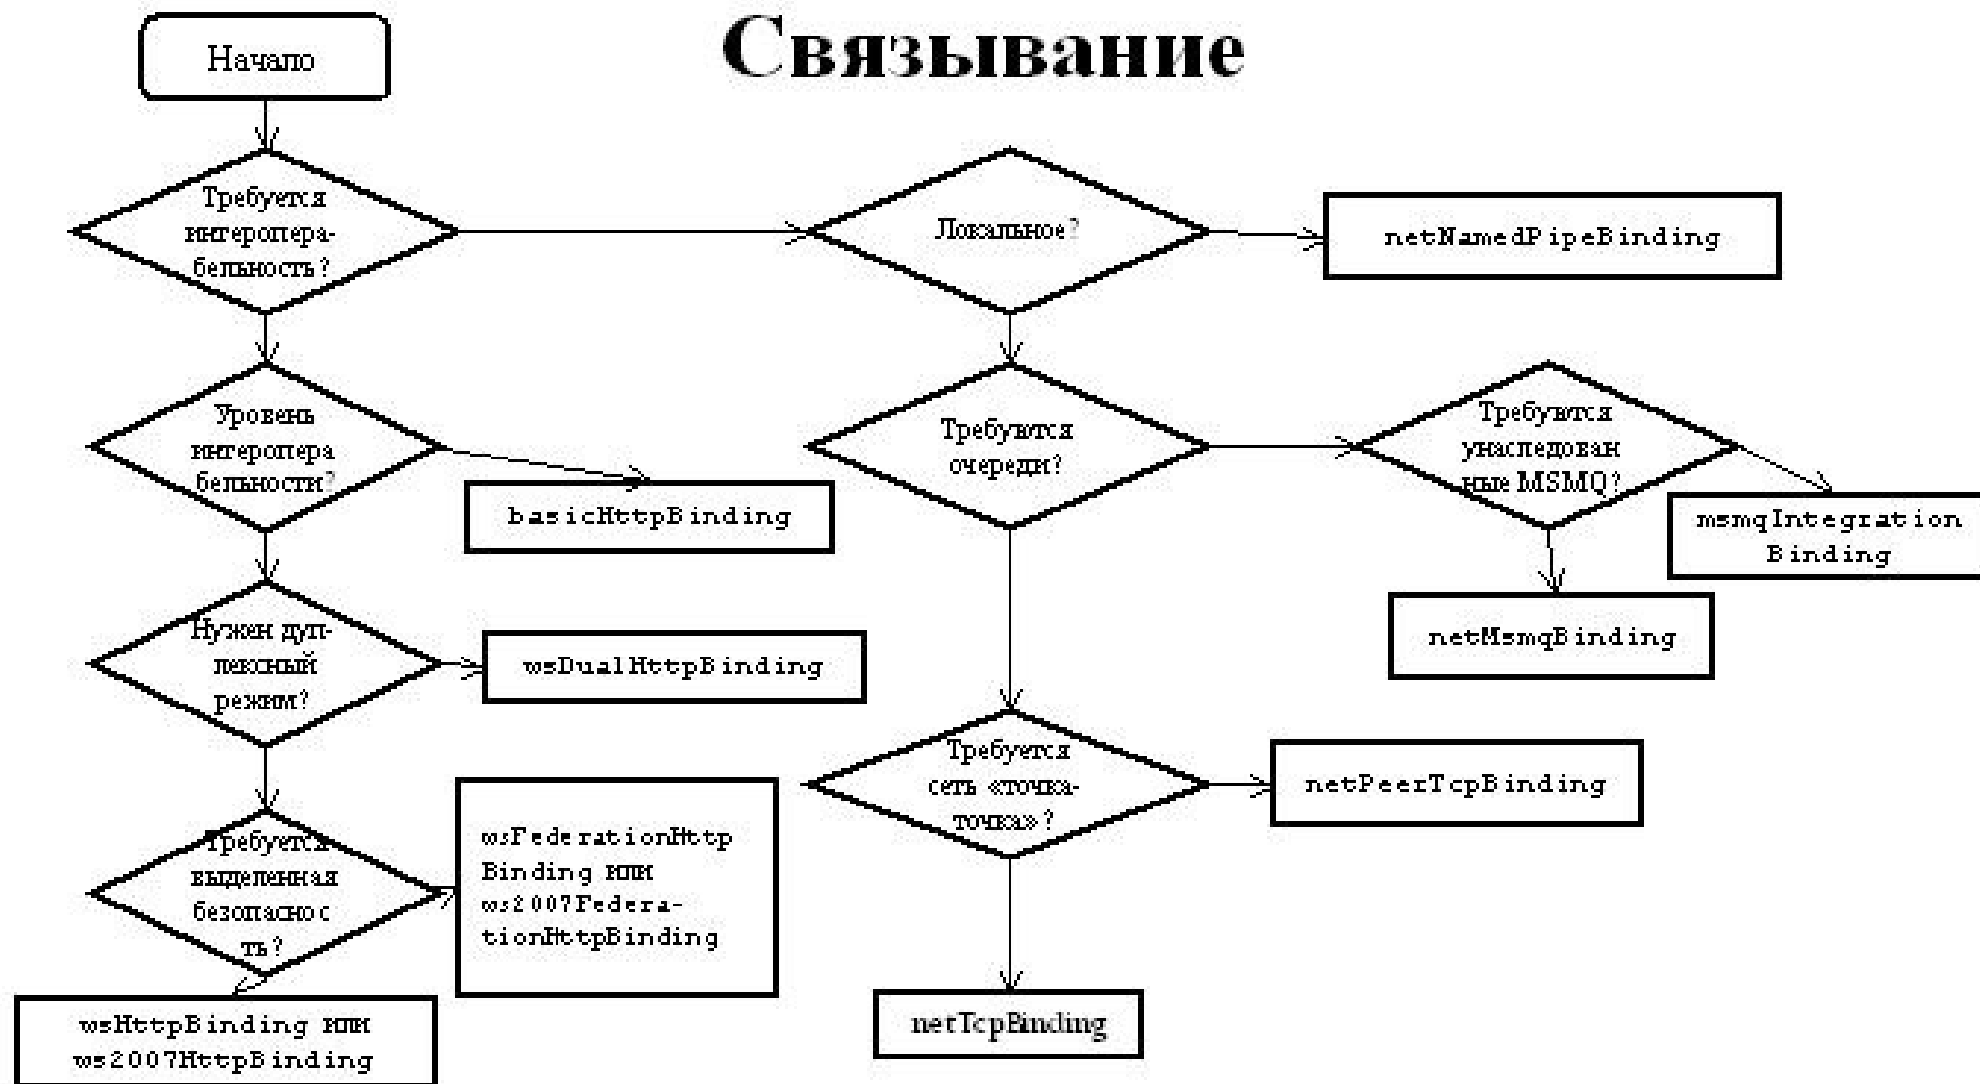 Связывание
Начало
Требуется
интеропера-
бельность?
Локальное?
netNamedPipeBinding
Уровень
интеропера
бельности?
basicHttpBinding
Требуются
очереди?
Требуются
унаследован
ные MSMQ?
msmqIntegration
Binding
netMsmqBinding
Нужен дуп-
лексный
режим?
wsDualHttpBinding
Требуется
сеть «точка-
точка»?
netPeerTcpBinding
Требуется
выделенная
безопаснос
ть?
wsFederationHttp
Binding или
ws2007Federa-
tionHttpBinding
wsHttpBinding или
ws2007HttpBinding
netTcpBinding